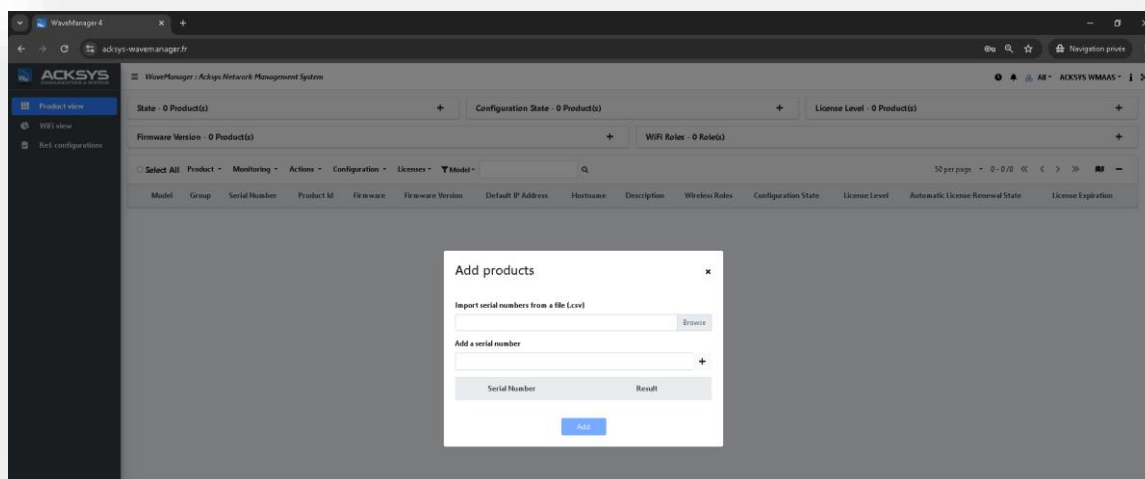 WaveManager 4
acksys-wavemanager.fr
Navigation privée
ACKSYS
WaveManager : Acksys Network Management System
All
ACKSYS WMAAS
Product view
WiFi view
Ref. configurations
State - 0 Product(s)
Configuration State - 0 Product(s)
License Level - 0 Product(s)
Firmware Version - 0 Product(s)
WiFi Roles - 0 Role(s)
Select All Product Monitoring Actions Configuration Licenses Model
50 per page 0-0/0
Model Group Serial Number Product Id Firmware Firmware Version Default IP Address Hostname Description Wireless Roles Configuration State License Level Automatic License Renewal State License Expiration
Add products
Import serial numbers from a file (.csv)
Browse
Add a serial number
Serial Number Result
Add